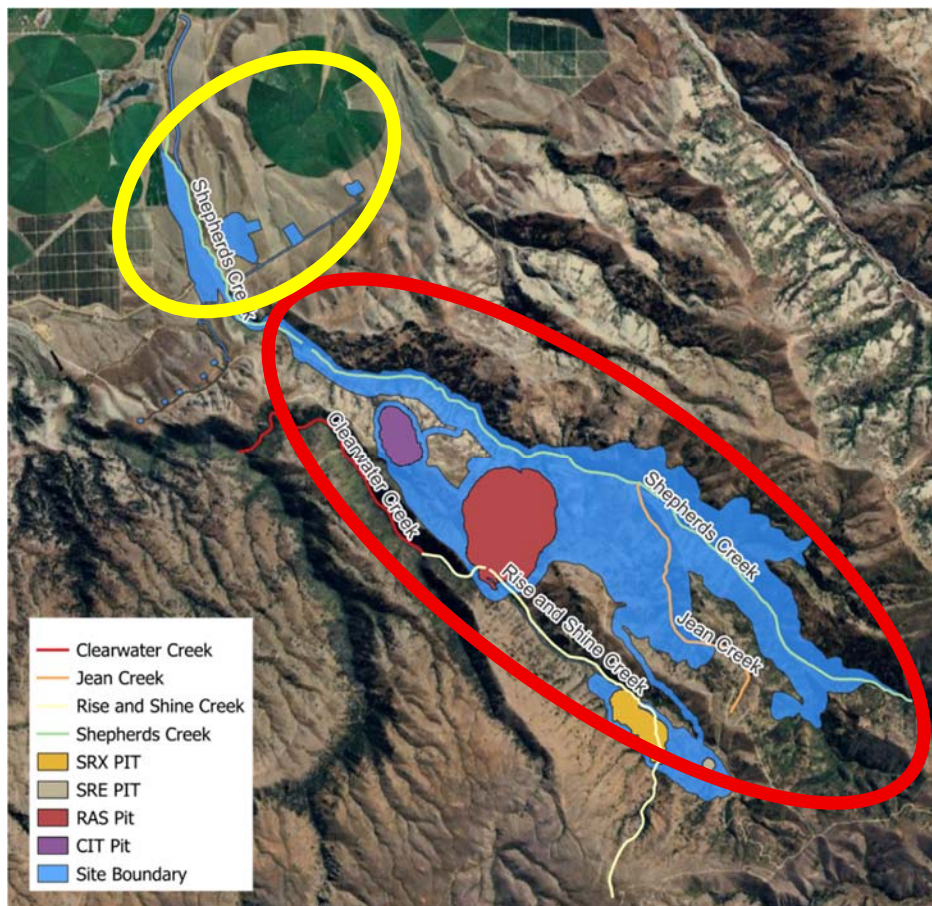 Shepherds Creek
Clearwater Creek
Shepherds Creek
Rise and Shine Creek
Jean Creek
Clearwater Creek
Jean Creek
Rise and Shine Creek
Shepherds Creek
SRX PIT
SRE PIT
RAS Pit
CIT Pit
Site Boundary